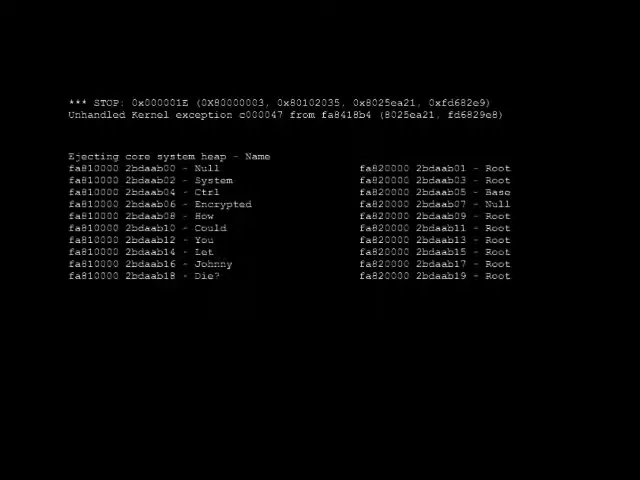 *** STOP: 0x000001E (0X80000003, 0x80102035, 0x8025ea21, 0xfd682e9)
Unhandled Kernel exception c000047 from fa8418b4 (8025ea21, fd6829e8)
Ejecting core system heap - Name
fa810000 2bdaab00 - Null fa820000 2bdaab01 - Root
fa810000 2bdaab02 - System fa820000 2bdaab03 - Root
fa810000 2bdaab04 - Ctrl fa820000 2bdaab05 - Base
fa810000 2bdaab06 - Encrypted fa820000 2bdaab07 - Null
fa810000 2bdaab08 - How fa820000 2bdaab09 - Root
fa810000 2bdaab10 - Could fa820000 2bdaab11 - Root
fa810000 2bdaab12 - You fa820000 2bdaab13 - Root
fa810000 2bdaab14 - Let fa820000 2bdaab15 - Root
fa810000 2bdaab16 - Johnny fa820000 2bdaab17 - Root
fa810000 2bdaab18 - Die? fa820000 2bdaab19 - Root